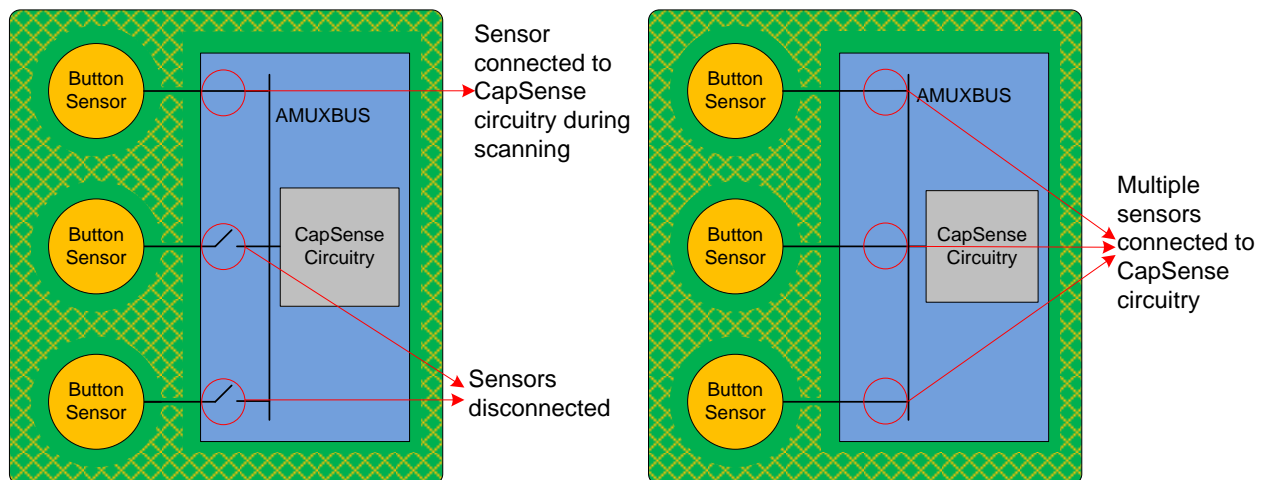 Button
Sensor
AMUXBUS
Button
Sensor
CapSense
Circuitry
Button
Sensor
Sensor
connected to
CapSense
circuitry during
scanning
Sensors
disconnected
Button
Sensor
AMUXBUS
Button
Sensor
CapSense
Circuitry
Button
Sensor
Multiple
sensors
connected to
CapSense
circuitry